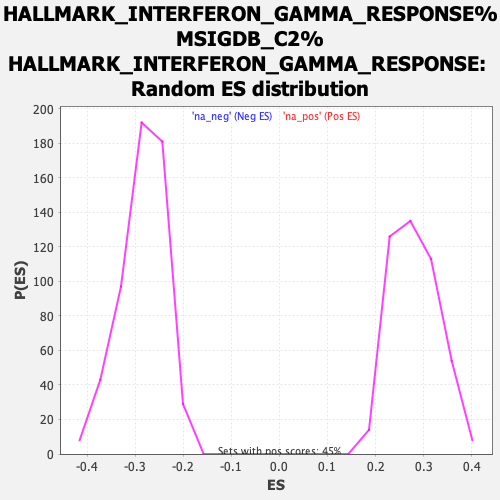 HALLMARK_INTERFERON_GAMMA_RESPONSE%
MSIGDB_C2%
HALLMARK_INTERFERON_GAMMA_RESPONSE:
Random ES distribution
'na_neg' (Neg ES) 'na_pos' (Pos ES)
200
180
160
140
120
100
80
60
40
20
0
P(ES)
Sets with pos scores: 45%
-0.4 -0.3 -0.2 -0.1 0.0 0.1 0.2 0.3 0.4
ES